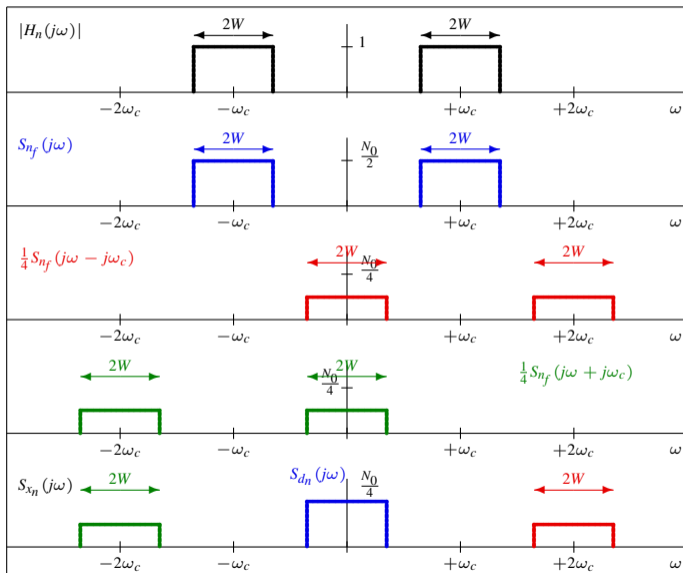 |H_n(jω)| 2W 2W 1
−2ω_c −ω_c +ω_c +2ω_c ω
S_{n_f}(jω) 2W 2W N_0/2
−2ω_c −ω_c +ω_c +2ω_c ω
1/4 S_{n_f}(jω − jω_c) 2W N_0/4 2W
−2ω_c −ω_c +ω_c +2ω_c ω
2W 2W N_0/4 1/4 S_{n_f}(jω + jω_c)
−2ω_c −ω_c +ω_c +2ω_c ω
S_{x_n}(jω) 2W S_{d_n}(jω) N_0/4 2W
−2ω_c −ω_c +ω_c +2ω_c ω